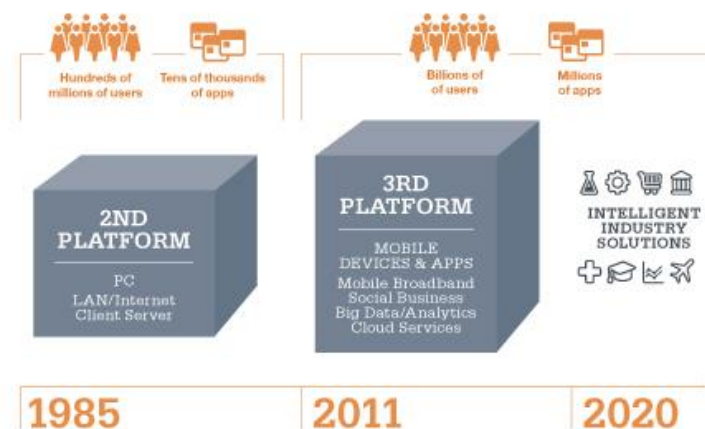 Hundreds of
millions of users
Tens of thousands
of apps
Billions of
of users
Millions
of apps
2ND
PLATFORM
PC
LAN/Internet
Client Server
3RD
PLATFORM
MOBILE
DEVICES & APPS
Mobile Broadband
Social Business
Big Data/Analytics
Cloud Services
INTELLIGENT
INDUSTRY
SOLUTIONS
1985
2011
2020